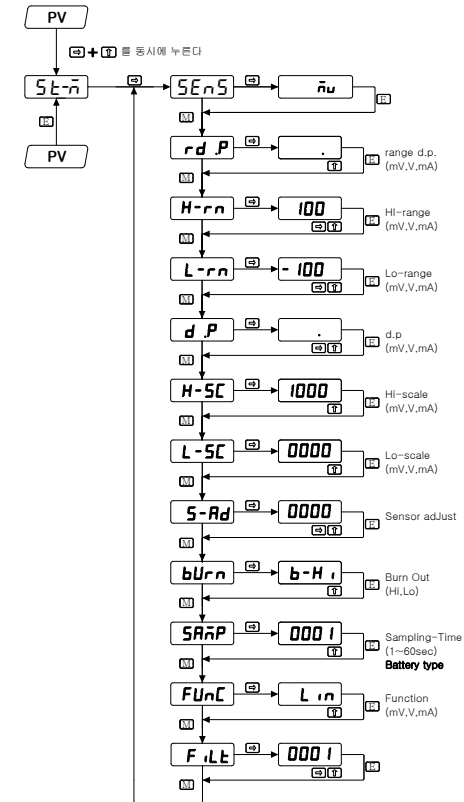 PV
⇨ + ⇧ 를 동시에 누른다
St-m̄ ⇨ SEnS ⇨ m̄u
E
E
M
PV
rd.P ⇨ . range d.p.
⇧ E (mV,V,mA)
M
H-rn ⇨ 100 HI-range
⇨ ⇧ E (mV,V,mA)
M
L-rn ⇨ -100 Lo-range
⇨ ⇧ E (mV,V,mA)
M
d.P ⇨ . d.p
⇨ ⇧ E (mV,V,mA)
M
H-SC ⇨ 1000 Hi-scale
⇧ E (mV,V,mA)
M
L-SC ⇨ 0000 Lo-scale
⇧ E (mV,V,mA)
M
S-Ad ⇨ 0000 Sensor adJust
⇨ ⇧ E
M
bUrn ⇨ b-Hi Burn Out
⇧ E (Hi,Lo)
M
SAm̄P ⇨ 0001 Sampling-Time
⇧ E (1~60sec)
M Battery type
FUnC ⇨ Lin Function
⇧ E (mV,V,mA)
M
FiLt ⇨ 0001
⇨ ⇧ E
M